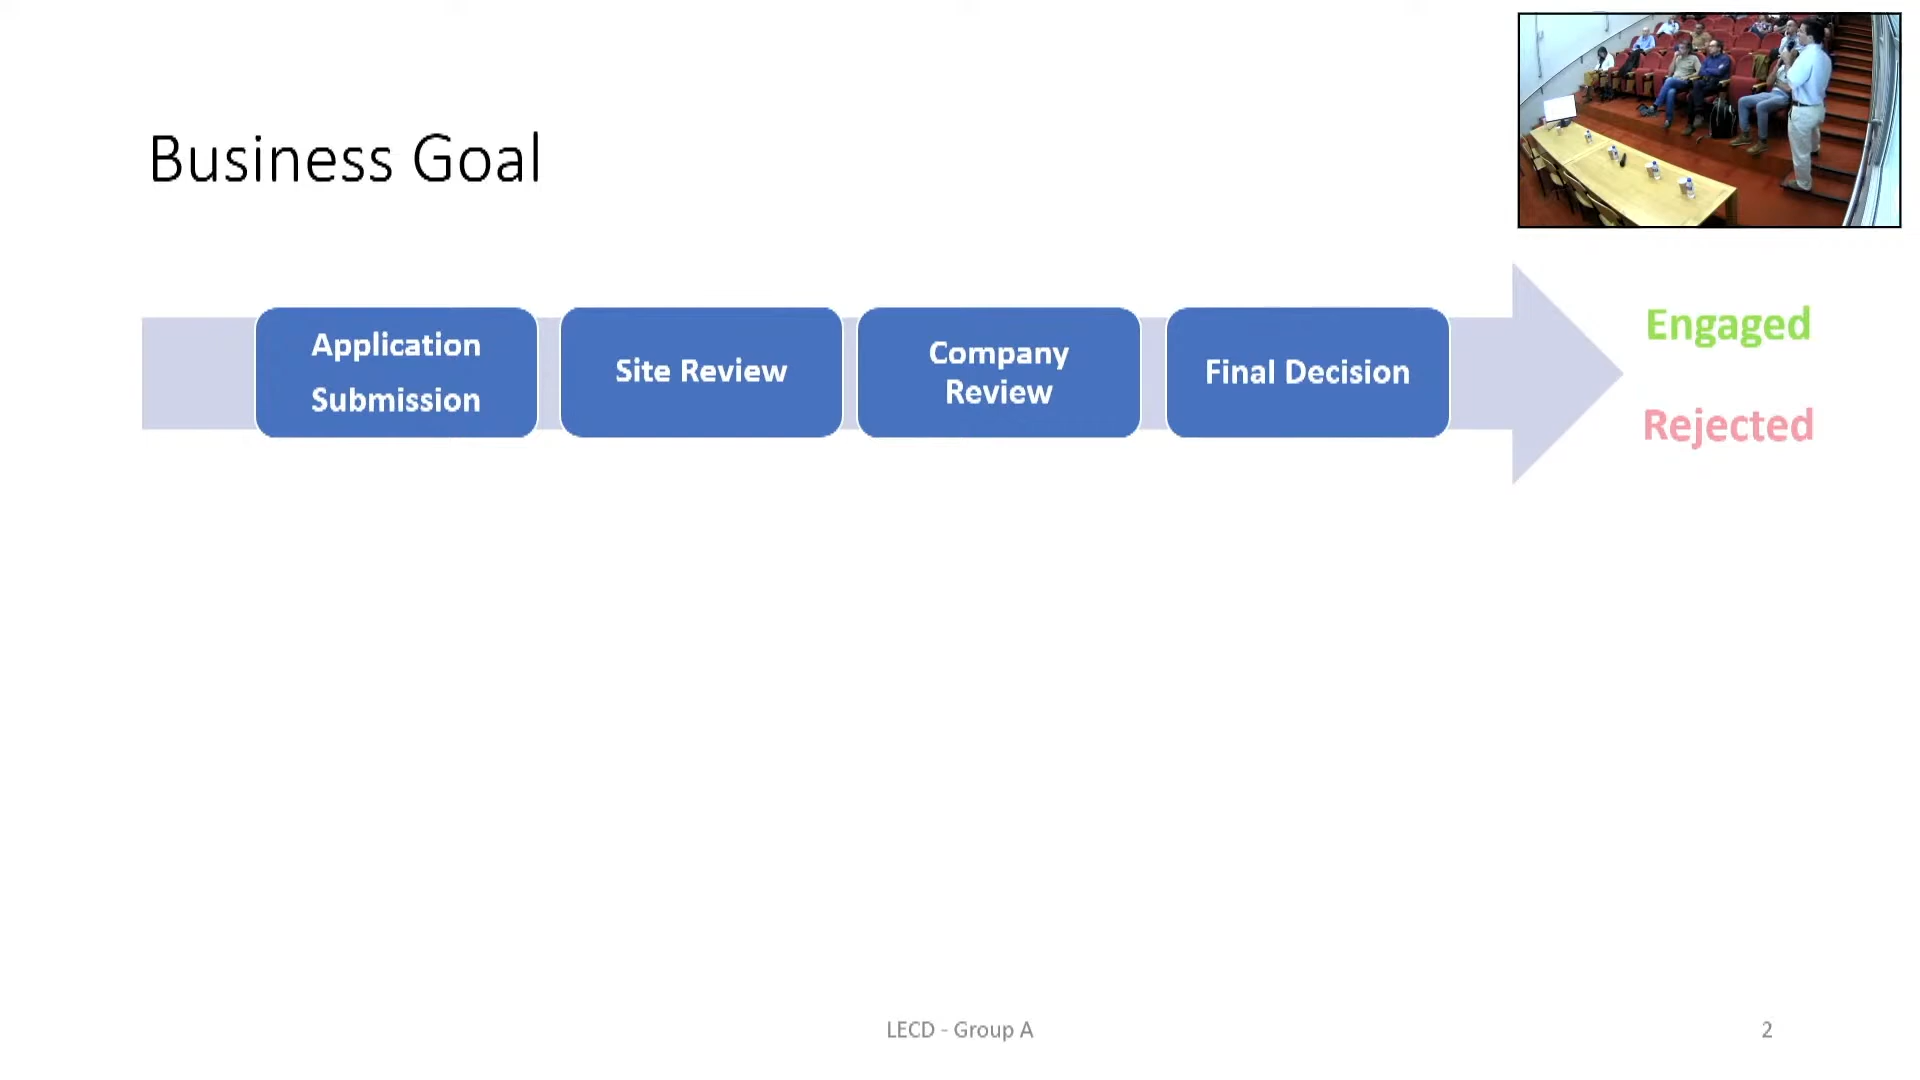 Business Goal
Application
Submission
Site Review
Company
Review
Final Decision
Engaged
Rejected
LECD - Group A
2